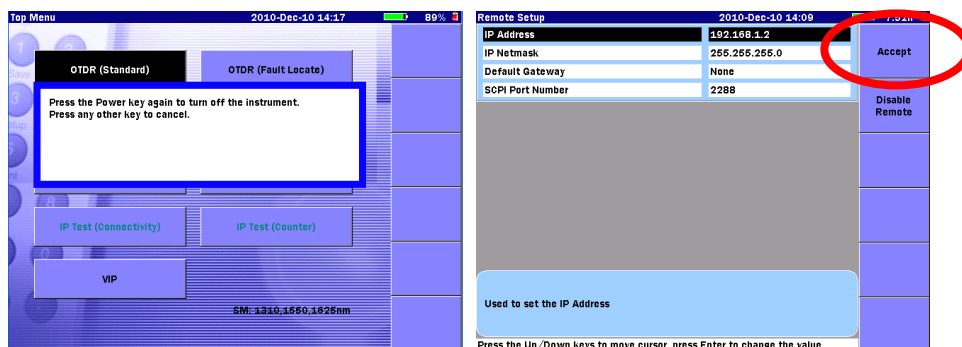 Top Menu 2010-Dec-10 14:17 89%
OTDR (Standard) OTDR (Fault Locate)
Press the Power key again to turn off the instrument.
Press any other key to cancel.
IP Test (Connectivity) IP Test (Counter)
VIP
SM: 1310,1550,1625nm
Remote Setup 2010-Dec-10 14:09
IP Address 192.168.1.2
IP Netmask 255.255.255.0
Default Gateway None
SCPI Port Number 2288
Accept
Disable
Remote
Used to set the IP Address
Press the Up/Down keys to move cursor, press Enter to change the value